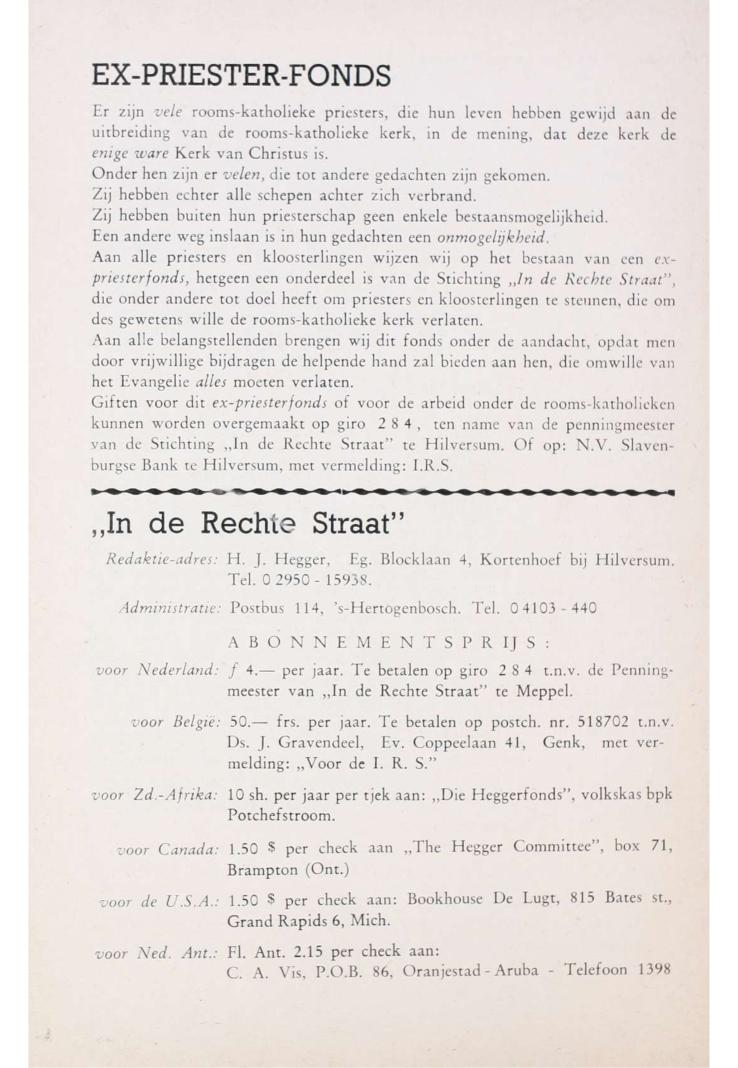 EX-PRIESTER-FONDS
Er zijn vele rooms-katholieke priesters, die hun leven hebben gewijd aan de
uitbreiding van de rooms-katholieke kerk, in de mening, dat deze kerk de
enige ware Kerk van Christus is.
Onder hen zijn er velen, die tot andere gedachten zijn gekomen.
Zij hebben echter alle schepen achter zich verbrand.
Zij hebben buiten hun priesterschap geen enkele bestaansmogelijkheid.
Een andere weg inslaan is in hun gedachten een onmogelijkheid.
Aan alle priesters en kloosterlingen wijzen wij op het bestaan van een ex-
priesterfonds, hetgeen een onderdeel is van de Stichting „In de Rechte Straat”,
die onder andere tot doel heeft om priesters en kloosterlingen te steunen, die om
des gewetens wille de rooms-katholieke kerk verlaten.
Aan alle belangstellenden brengen wij dit fonds onder de aandacht, opdat men
door vrijwillige bijdragen de helpende hand zal bieden aan hen, die omwille van
het Evangelie alles moeten verlaten.
Giften voor dit ex-priesterfonds of voor de arbeid onder de rooms-katholieken
kunnen worden overgemaakt op giro 284, ten name van de penningmeester
van de Stichting „In de Rechte Straat” te Hilversum. Of op: N.V. Slaven-
burgse Bank te Hilversum, met vermelding: I.R.S.
„In de Rechte Straat”
Redaktie-adres: H. J. Hegger, Eg. Blocklaan 4, Kortenhoef bij Hilversum.
Tel. 0 2950 - 15938.
Administratie: Postbus 114, 's-Hertogenbosch. Tel. 0 4103 - 440
ABONNEMENTSPRIJS:
voor Nederland: ƒ 4.— per jaar. Te betalen op giro 284 t.n.v. de Penning-
meester van „In de Rechte Straat” te Meppel.
voor België: 50.— frs. per jaar. Te betalen op postch. nr. 518702 t.n.v.
Ds. J. Gravendeel, Ev. Coppeelaan 41, Genk, met ver-
melding: „Voor de I. R. S.”
voor Zd.-Afrika: 10 sh. per jaar per tjek aan: „Die Heggerfonds”, volkskas bpk
Potchefstroom.
voor Canada: 1.50 $ per check aan „The Hegger Committee”, box 71,
Brampton (Ont.)
voor de U.S.A.: 1.50 $ per check aan: Bookhouse De Lugt, 815 Bates st.,
Grand Rapids 6, Mich.
voor Ned. Ant.: Fl. Ant. 2.15 per check aan:
C. A. Vis, P.O.B. 86, Oranjestad - Aruba - Telefoon 1398